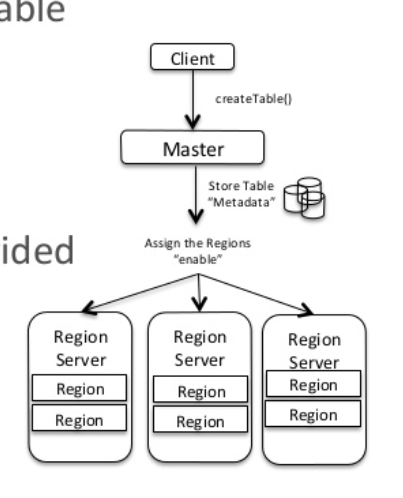 able
Client
createTable()
Master
Store Table
"Metadata"
ided
Assign the Regions
"enable"
Region
Server
Region
Region
Region
Server
Region
Region
Region
Server
Region
Region